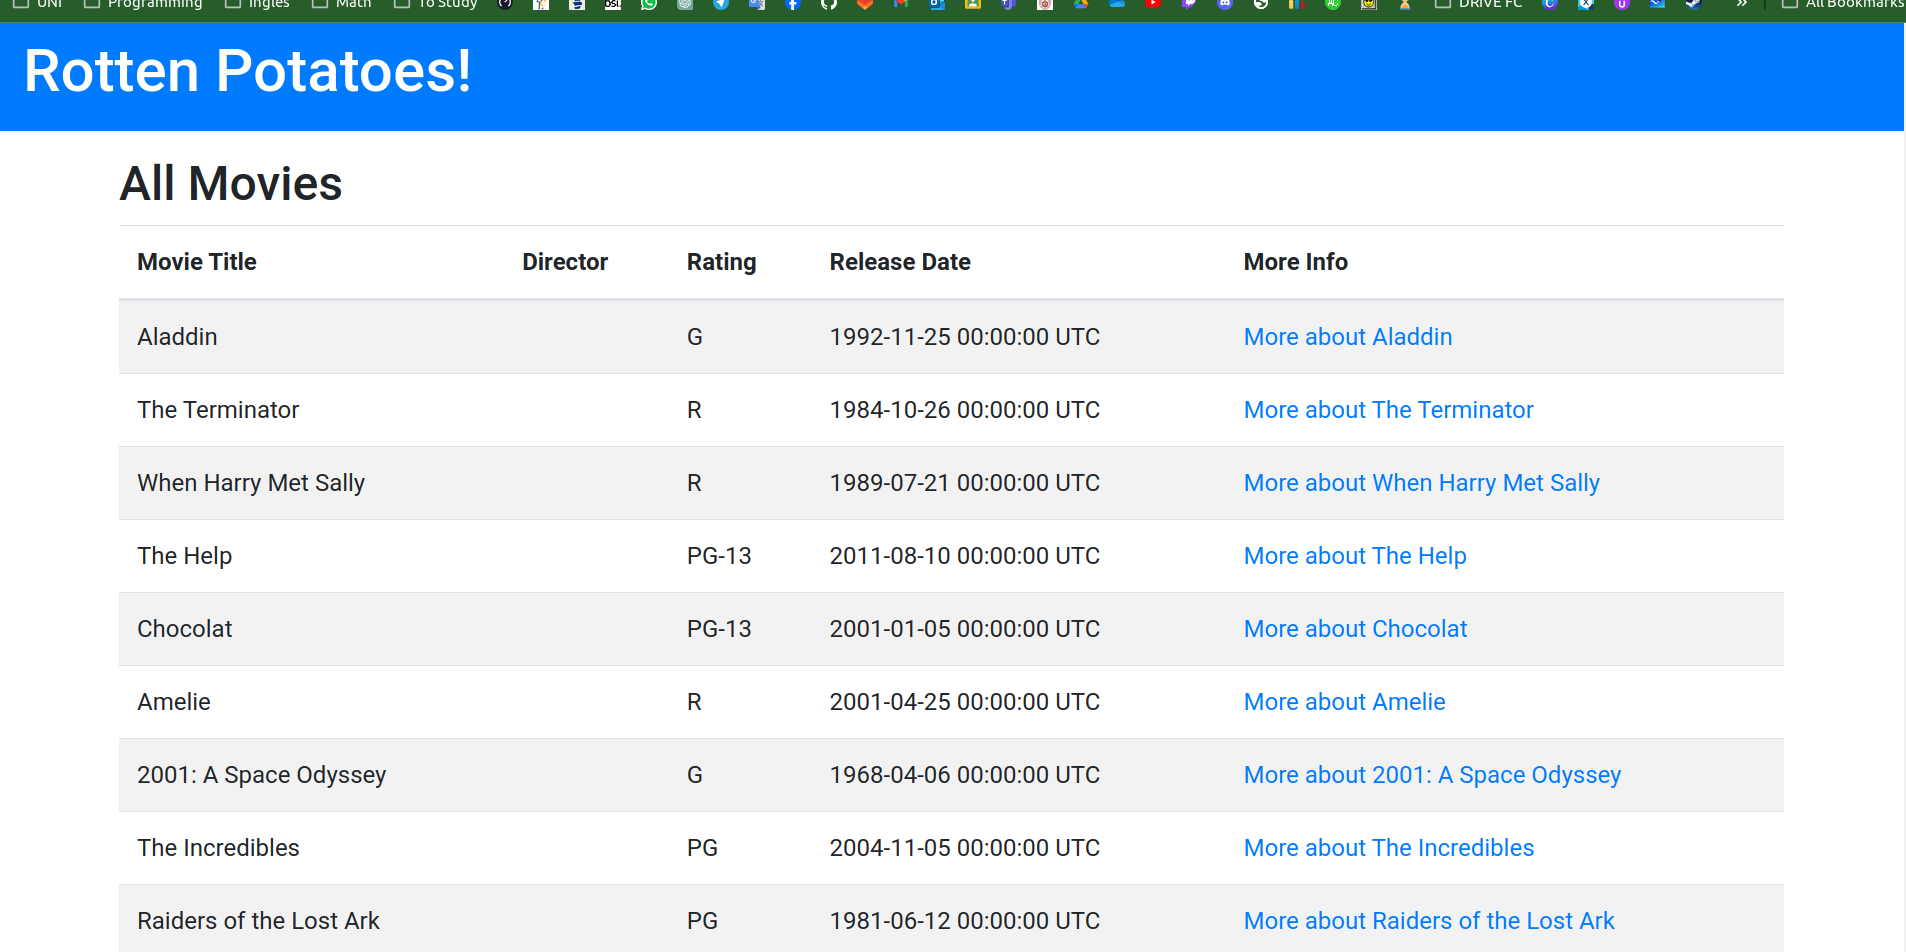 UNI Programming Ingles Math To Study DRIVE FC » All Bookmarks
Rotten Potatoes!
All Movies
Movie Title Director Rating Release Date More Info
Aladdin G 1992-11-25 00:00:00 UTC More about Aladdin
The Terminator R 1984-10-26 00:00:00 UTC More about The Terminator
When Harry Met Sally R 1989-07-21 00:00:00 UTC More about When Harry Met Sally
The Help PG-13 2011-08-10 00:00:00 UTC More about The Help
Chocolat PG-13 2001-01-05 00:00:00 UTC More about Chocolat
Amelie R 2001-04-25 00:00:00 UTC More about Amelie
2001: A Space Odyssey G 1968-04-06 00:00:00 UTC More about 2001: A Space Odyssey
The Incredibles PG 2004-11-05 00:00:00 UTC More about The Incredibles
Raiders of the Lost Ark PG 1981-06-12 00:00:00 UTC More about Raiders of the Lost Ark